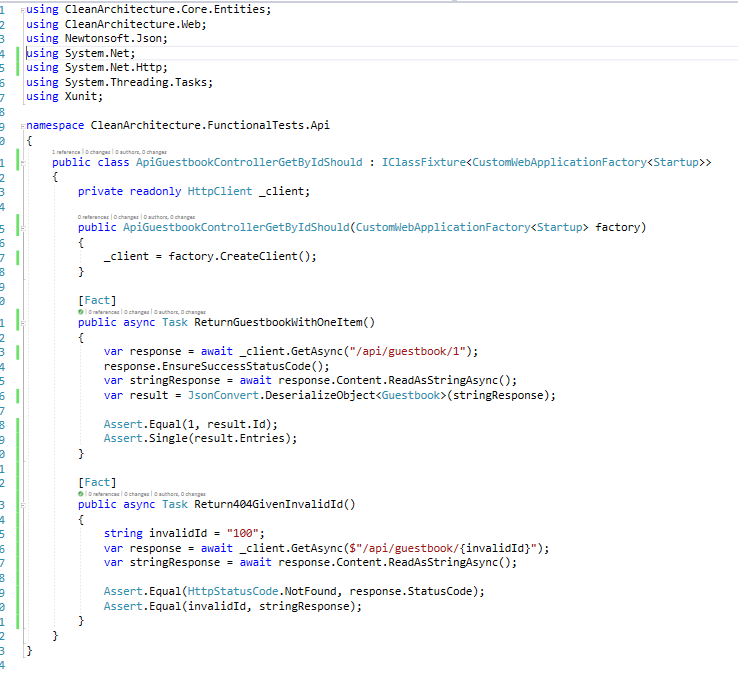 1 using CleanArchitecture.Core.Entities;
2 using CleanArchitecture.Web;
3 using Newtonsoft.Json;
4 using System.Net;
5 using System.Net.Http;
6 using System.Threading.Tasks;
7 using Xunit;
8
9 namespace CleanArchitecture.FunctionalTests.Api
0 {
1 reference | 0 changes | 0 authors, 0 changes
1 public class ApiGuestbookControllerGetByIdShould : IClassFixture<CustomWebApplicationFactory<Startup>>
2 {
3 private readonly HttpClient _client;
4
0 references | 0 changes | 0 authors, 0 changes
5 public ApiGuestbookControllerGetByIdShould(CustomWebApplicationFactory<Startup> factory)
6 {
7 _client = factory.CreateClient();
8 }
9
0 [Fact]
0 references | 0 changes | 0 authors, 0 changes
1 public async Task ReturnGuestbookWithOneItem()
2 {
3 var response = await _client.GetAsync("/api/guestbook/1");
4 response.EnsureSuccessStatusCode();
5 var stringResponse = await response.Content.ReadAsStringAsync();
6 var result = JsonConvert.DeserializeObject<Guestbook>(stringResponse);
7
8 Assert.Equal(1, result.Id);
9 Assert.Single(result.Entries);
0 }
1
2 [Fact]
0 references | 0 changes | 0 authors, 0 changes
3 public async Task Return404GivenInvalidId()
4 {
5 string invalidId = "100";
6 var response = await _client.GetAsync($"/api/guestbook/{invalidId}");
7 var stringResponse = await response.Content.ReadAsStringAsync();
8
9 Assert.Equal(HttpStatusCode.NotFound, response.StatusCode);
0 Assert.Equal(invalidId, stringResponse);
1 }
2 }
3 }
4